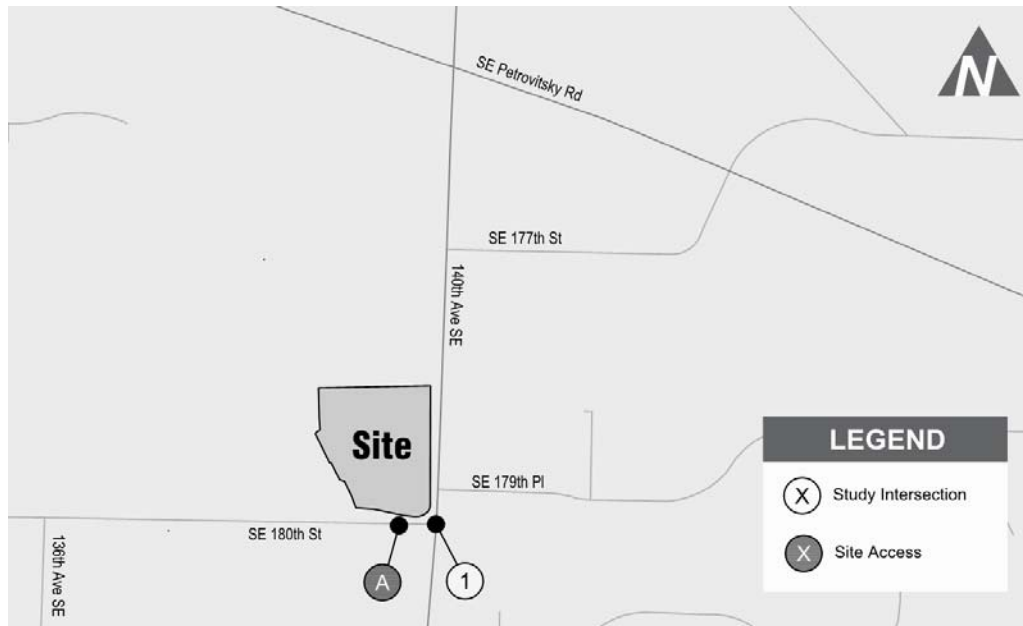 SE Petrovitsky Rd
N
SE 177th St
140th Ave SE
Site
LEGEND
X Study Intersection
X Site Access
SE 179th Pl
SE 180th St
136th Ave SE
A
1